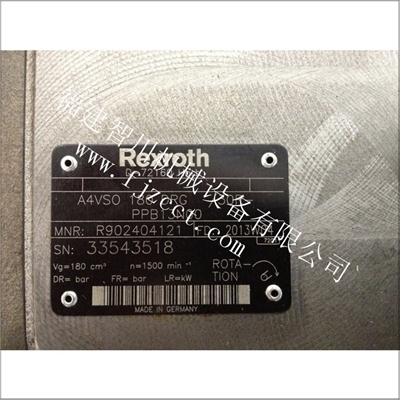 Rexroth
A4VSO 180
MNR: R902404121 FD:
SN: 33543518
Vg=180 cm³ n=1500 min⁻¹
ROTA-
TION
DR= bar FR= bar LR=kW
MADE IN GERMANY
福建智川机械设备有限公司
www.fjzcct.com